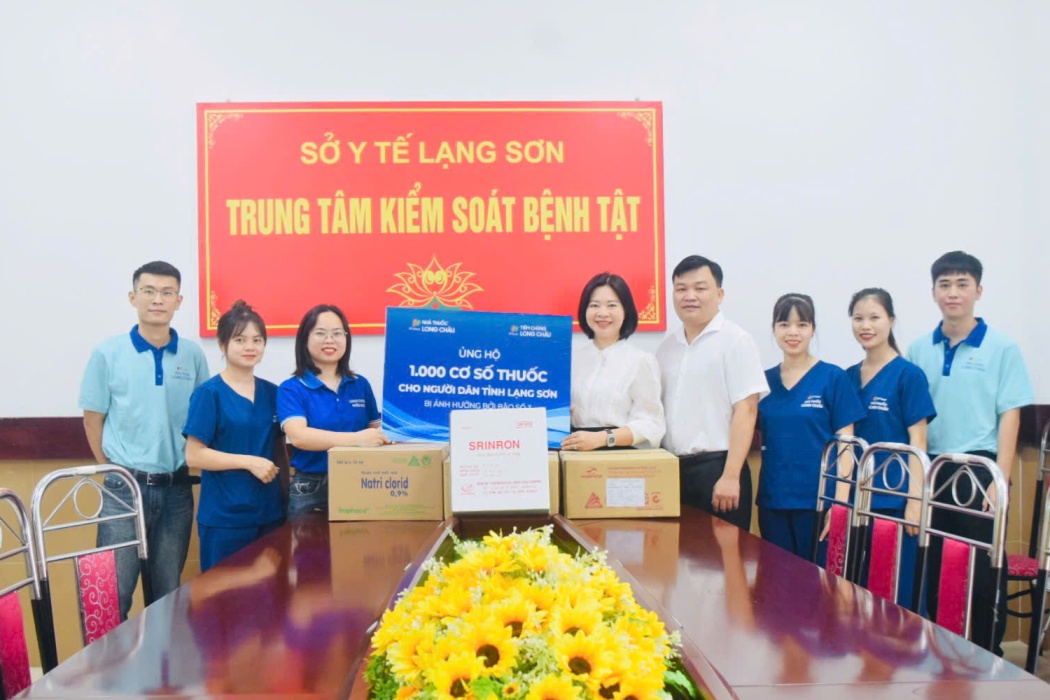 SỞ Y TẾ LẠNG SƠN
TRUNG TÂM KIỂM SOÁT BỆNH TẬT
NHÀ THUỐC
LONG CHÂU
TIÊM CHỦNG
LONG CHÂU
ỦNG HỘ
1.000 CƠ SỐ THUỐC
CHO NGƯỜI DÂN TỈNH LẠNG SƠN
BỊ ẢNH HƯỞNG BỞI BÃO SỐ 3
SRINRON
Natri clorid
0,9%